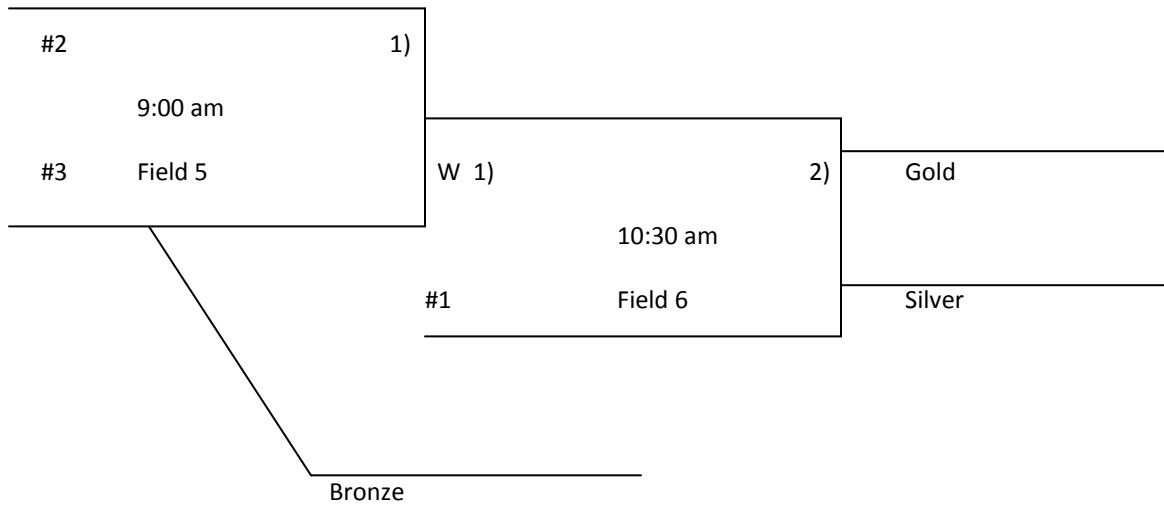 #2 1)
9:00 am
#3 Field 5
W 1) 2) Gold
10:30 am
#1 Field 6 Silver
Bronze